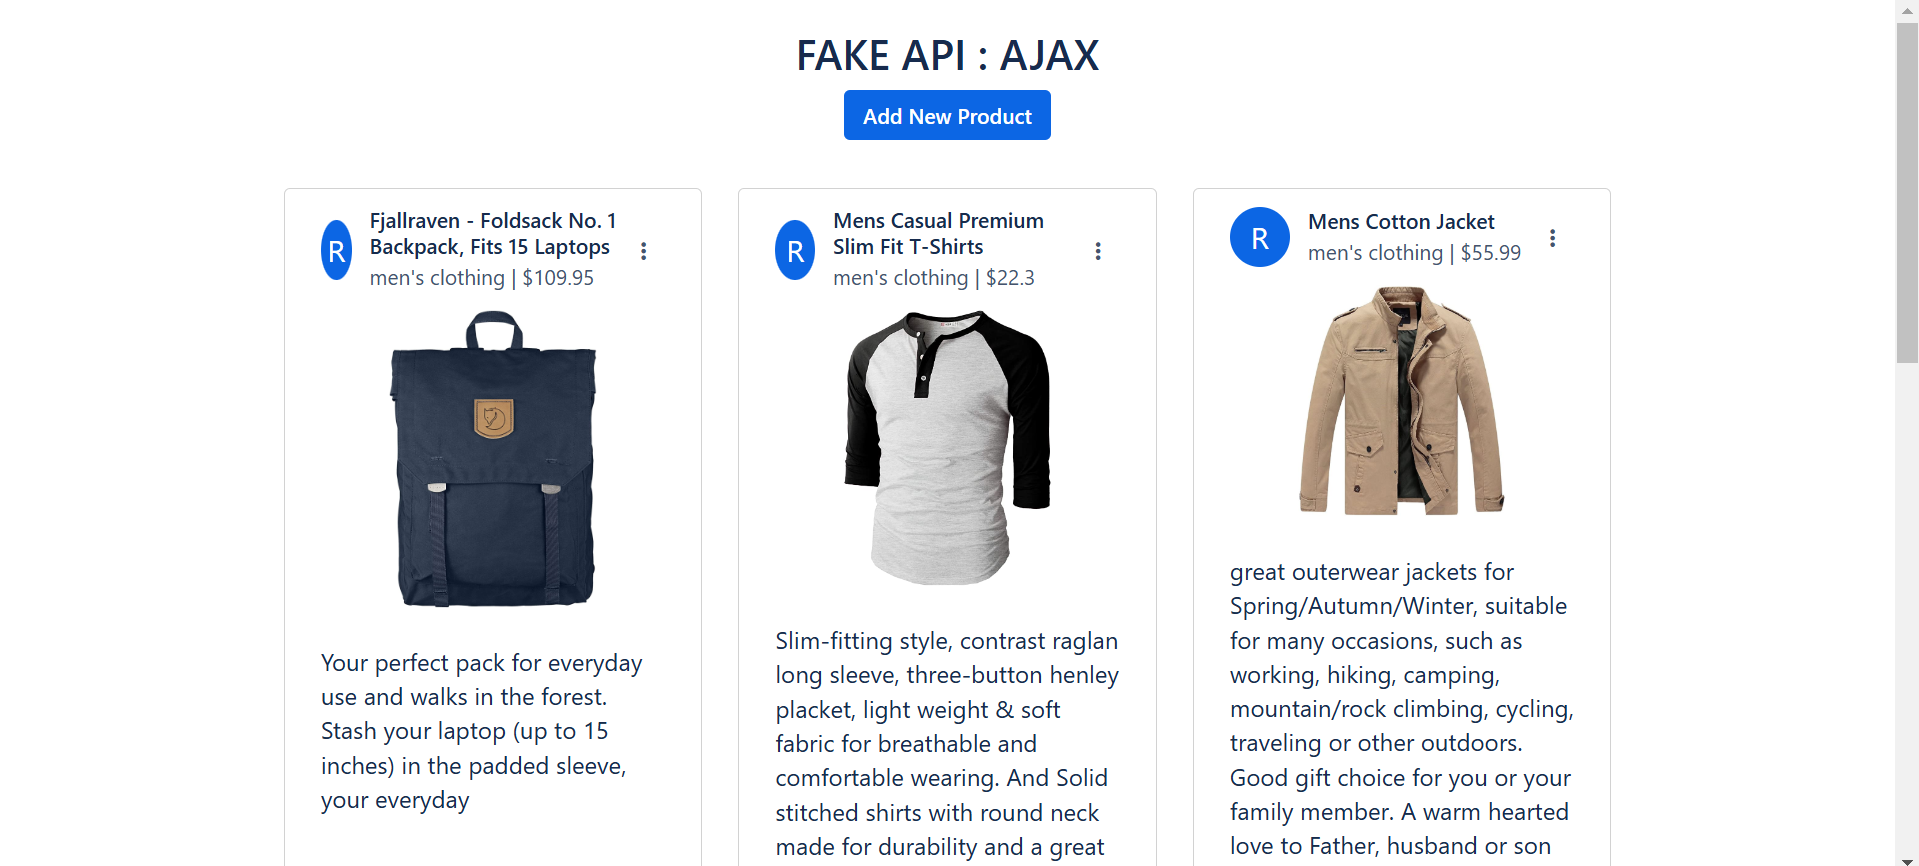 FAKE API : AJAX
Add New Product
R
Fjallraven - Foldsack No. 1
Backpack, Fits 15 Laptops
men's clothing | $109.95
Your perfect pack for everyday
use and walks in the forest.
Stash your laptop (up to 15
inches) in the padded sleeve,
your everyday
R
Mens Casual Premium
Slim Fit T-Shirts
men's clothing | $22.3
Slim-fitting style, contrast raglan
long sleeve, three-button henley
placket, light weight & soft
fabric for breathable and
comfortable wearing. And Solid
stitched shirts with round neck
made for durability and a great
R
Mens Cotton Jacket
men's clothing | $55.99
great outerwear jackets for
Spring/Autumn/Winter, suitable
for many occasions, such as
working, hiking, camping,
mountain/rock climbing, cycling,
traveling or other outdoors.
Good gift choice for you or your
family member. A warm hearted
love to Father, husband or son